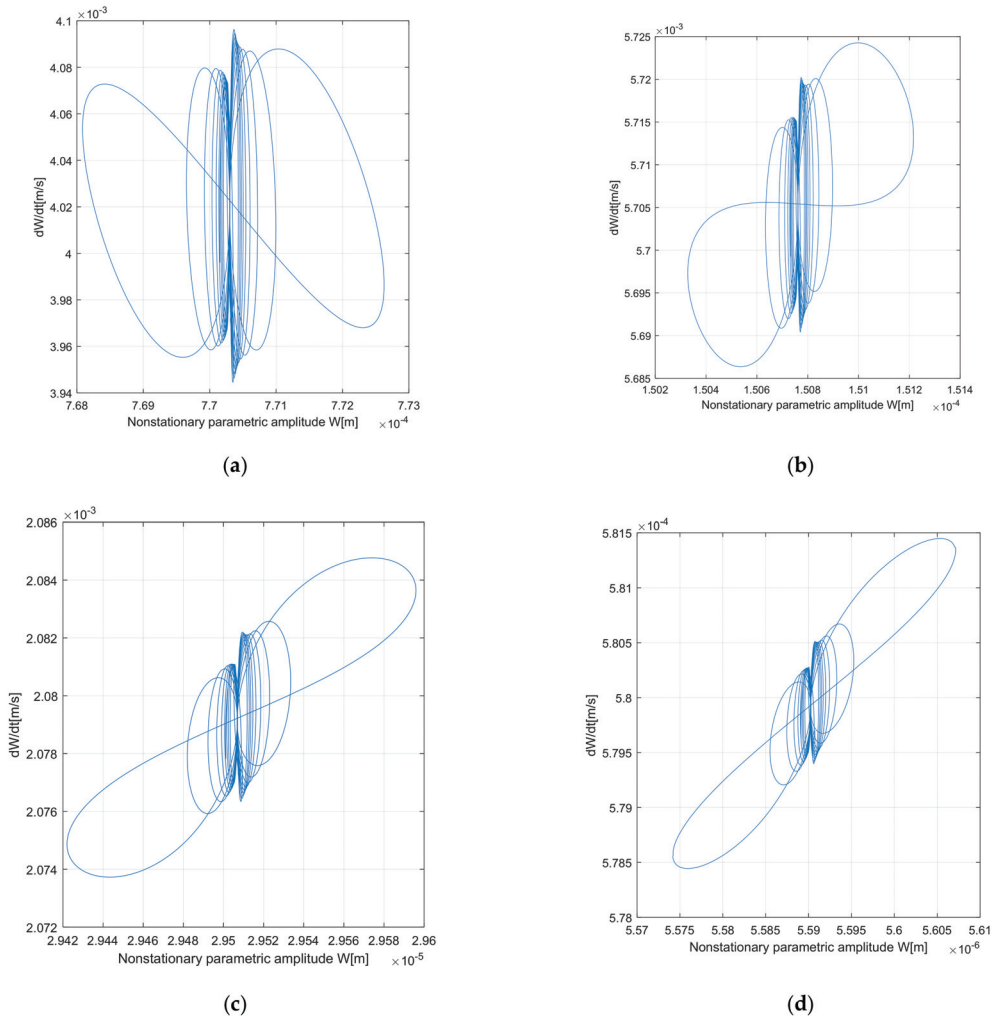 × 10⁻³
4.1
4.08
4.06
4.04
4.02
4
3.98
3.96
3.94
dW/dt[m/s]
7.68 7.69 7.7 7.71 7.72 7.73
Nonstationary parametric amplitude W[m] × 10⁻⁴
(a)
× 10⁻³
5.725
5.72
5.715
5.71
5.705
5.7
5.695
5.69
5.685
dW/dt[m/s]
1.502 1.504 1.506 1.508 1.51 1.512 1.514
Nonstationary parametric amplitude W[m] × 10⁻⁴
(b)
× 10⁻³
2.086
2.084
2.082
2.08
2.078
2.076
2.074
2.072
dW/dt[m/s]
2.942 2.944 2.946 2.948 2.95 2.952 2.954 2.956 2.958 2.96
Nonstationary parametric amplitude W[m] × 10⁻⁵
(c)
× 10⁻⁴
5.815
5.81
5.805
5.8
5.795
5.79
5.785
5.78
dW/dt[m/s]
5.57 5.575 5.58 5.585 5.59 5.595 5.6 5.605 5.61
Nonstationary parametric amplitude W[m] × 10⁻⁶
(d)